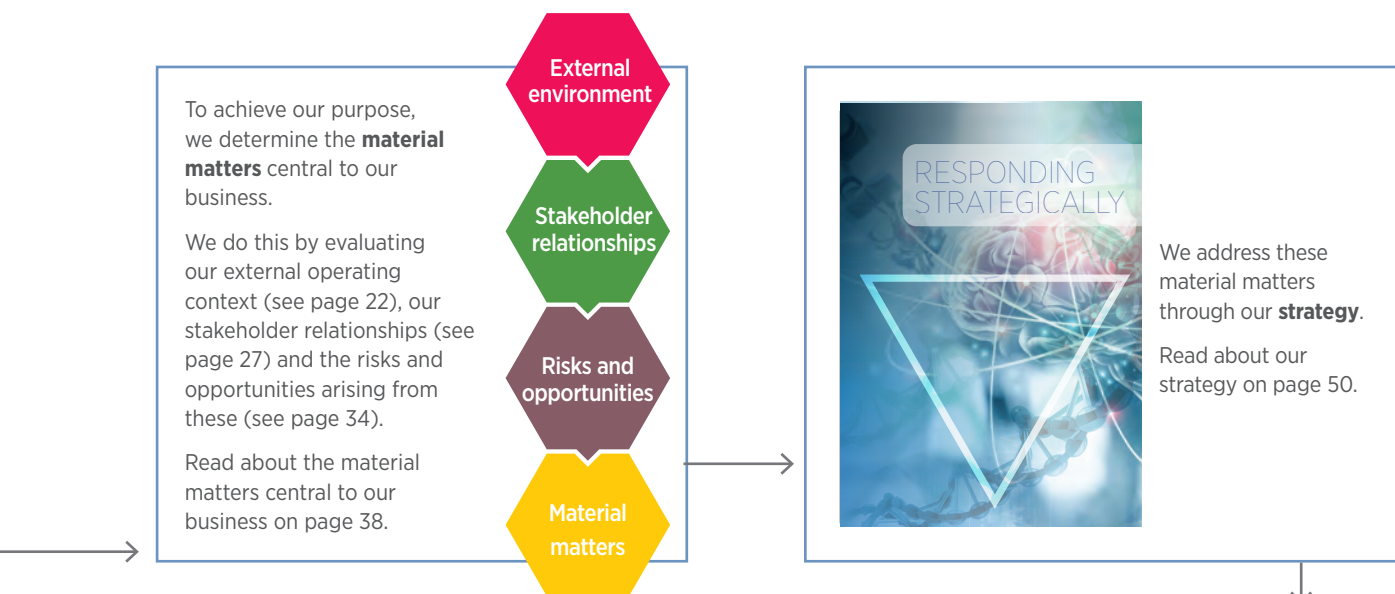 To achieve our purpose,
we determine the material
matters central to our
business.
We do this by evaluating
our external operating
context (see page 22), our
stakeholder relationships (see
page 27) and the risks and
opportunities arising from
these (see page 34).
Read about the material
matters central to our
business on page 38.
External
environment
Stakeholder
relationships
Risks and
opportunities
Material
matters
RESPONDING
STRATEGICALLY
We address these
material matters
through our strategy.
Read about our
strategy on page 50.